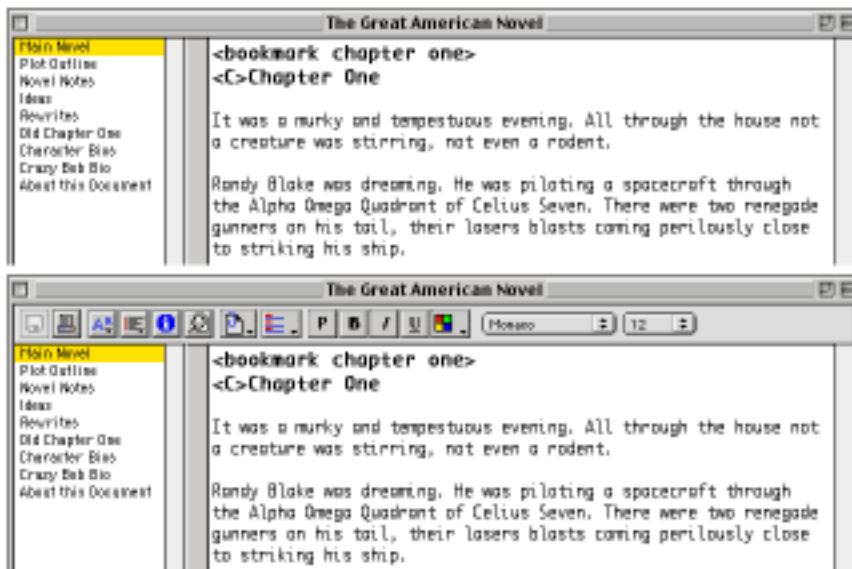 The Great American Novel
Main Novel
Plot Outline
Novel Notes
Ideas
Rewrites
Old Chapter One
Character Bios
Crazy Bob Bio
About this Document
<bookmark chapter one>
<C>Chapter One
It was a murky and tempestuous evening. All through the house not
a creature was stirring, not even a rodent.
Randy Blake was dreaming. He was piloting a spacecraft through
the Alpha Omega Quadrant of Celius Seven. There were two renegade
gunners on his tail, their lasers blasts coming perilously close
to striking his ship.
The Great American Novel
P B I U Monaco 12
Main Novel
Plot Outline
Novel Notes
Ideas
Rewrites
Old Chapter One
Character Bios
Crazy Bob Bio
About this Document
<bookmark chapter one>
<C>Chapter One
It was a murky and tempestuous evening. All through the house not
a creature was stirring, not even a rodent.
Randy Blake was dreaming. He was piloting a spacecraft through
the Alpha Omega Quadrant of Celius Seven. There were two renegade
gunners on his tail, their lasers blasts coming perilously close
to striking his ship.